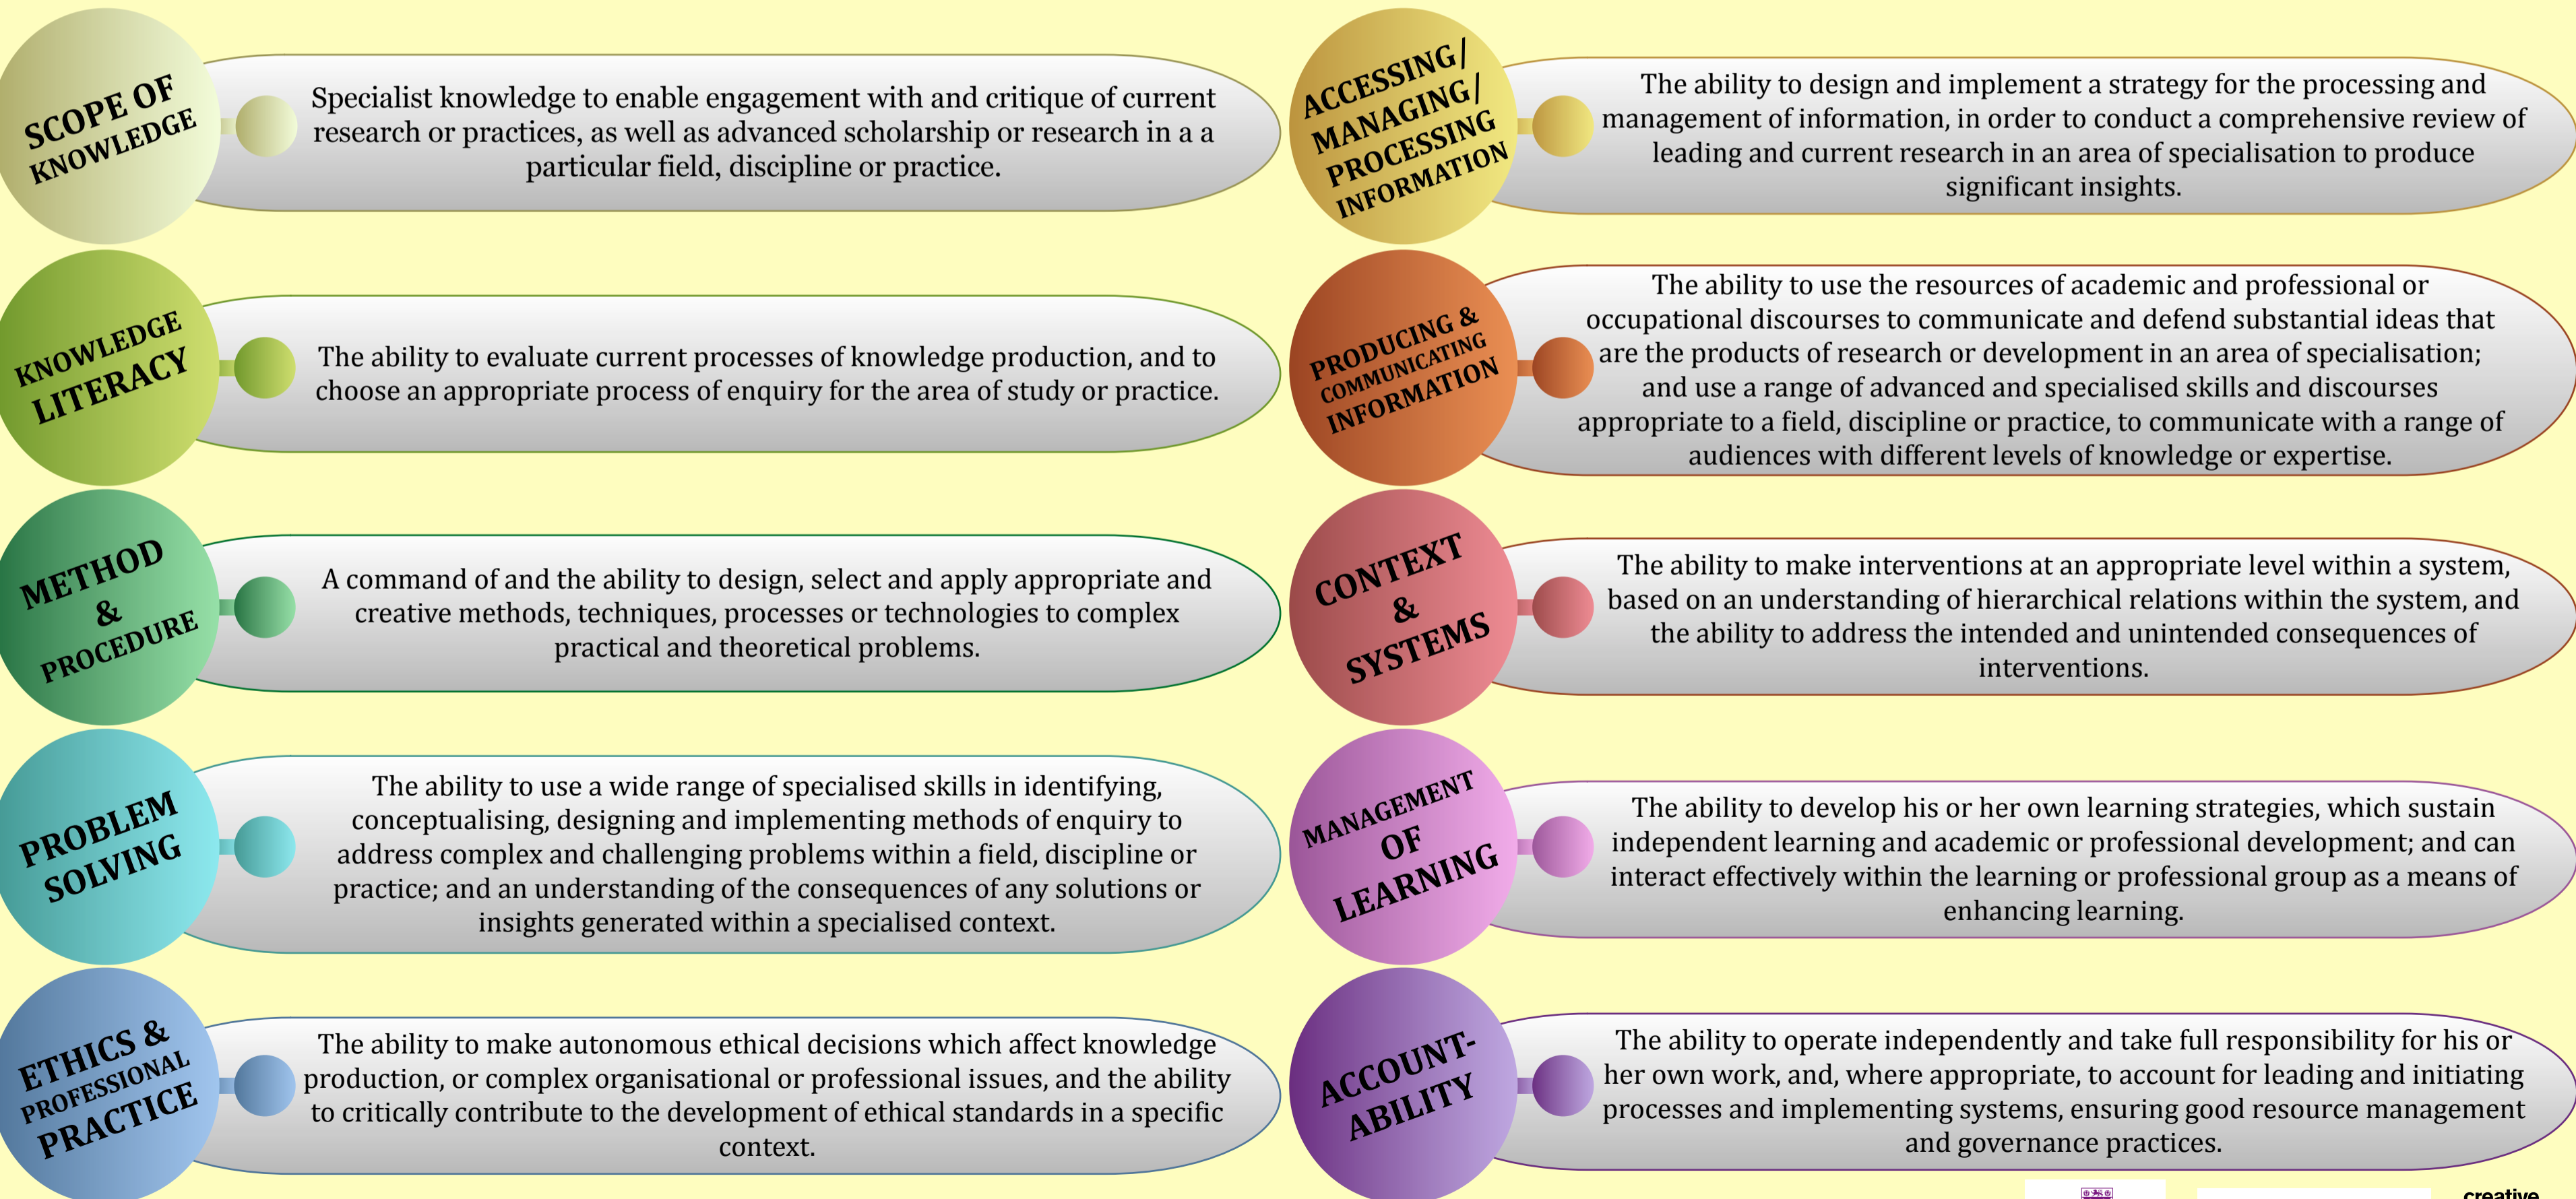 SCOPE OF
KNOWLEDGE
Specialist knowledge to enable engagement with and critique of current
research or practices, as well as advanced scholarship or research in a a
particular field, discipline or practice.
KNOWLEDGE
LITERACY
The ability to evaluate current processes of knowledge production, and to
choose an appropriate process of enquiry for the area of study or practice.
METHOD
&
PROCEDURE
A command of and the ability to design, select and apply appropriate and
creative methods, techniques, processes or technologies to complex
practical and theoretical problems.
PROBLEM
SOLVING
The ability to use a wide range of specialised skills in identifying,
conceptualising, designing and implementing methods of enquiry to
address complex and challenging problems within a field, discipline or
practice; and an understanding of the consequences of any solutions or
insights generated within a specialised context.
ETHICS &
PROFESSIONAL
PRACTICE
The ability to make autonomous ethical decisions which affect knowledge
production, or complex organisational or professional issues, and the ability
to critically contribute to the development of ethical standards in a specific
context.
ACCESSING/
MANAGING/
PROCESSING
INFORMATION
The ability to design and implement a strategy for the processing and
management of information, in order to conduct a comprehensive review of
leading and current research in an area of specialisation to produce
significant insights.
PRODUCING &
COMMUNICATING
INFORMATION
The ability to use the resources of academic and professional or
occupational discourses to communicate and defend substantial ideas that
are the products of research or development in an area of specialisation;
and use a range of advanced and specialised skills and discourses
appropriate to a field, discipline or practice, to communicate with a range of
audiences with different levels of knowledge or expertise.
CONTEXT
&
SYSTEMS
The ability to make interventions at an appropriate level within a system,
based on an understanding of hierarchical relations within the system, and
the ability to address the intended and unintended consequences of
interventions.
MANAGEMENT
OF
LEARNING
The ability to develop his or her own learning strategies, which sustain
independent learning and academic or professional development; and can
interact effectively within the learning or professional group as a means of
enhancing learning.
ACCOUNT-
ABILITY
The ability to operate independently and take full responsibility for his or
her own work, and, where appropriate, to account for leading and initiating
processes and implementing systems, ensuring good resource management
and governance practices.
creative